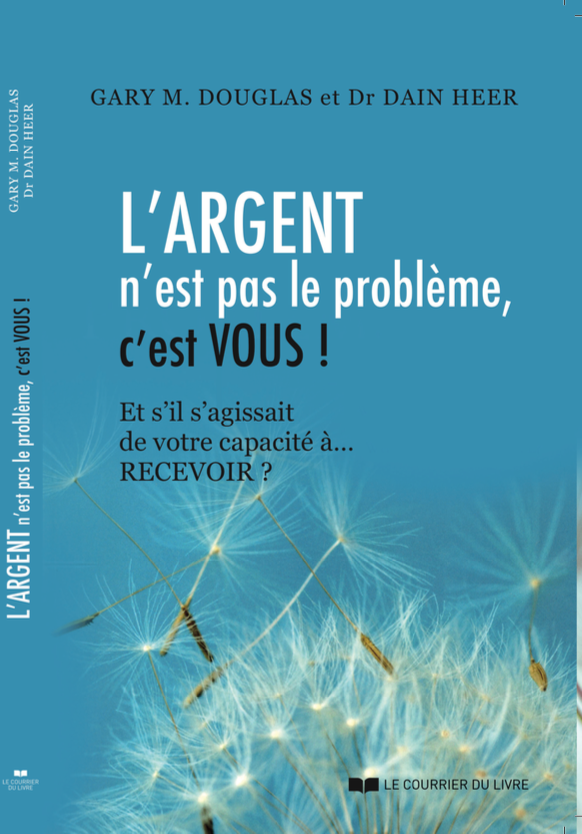 GARY M. DOUGLAS et Dr DAIN HEER
L'ARGENT
n'est pas le problème,
c'est VOUS !
Et s'il s'agissait
de votre capacité à...
RECEVOIR ?
LE COURRIER DU LIVRE
GARY M. DOUGLAS
Dr DAIN HEER
L'ARGENT n'est pas le problème, c'est VOUS !
LE COURRIER
DU LIVRE